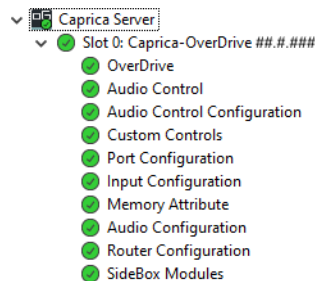 Caprica Server
Slot 0: Caprica-OverDrive ##.#.###
OverDrive
Audio Control
Audio Control Configuration
Custom Controls
Port Configuration
Input Configuration
Memory Attribute
Audio Configuration
Router Configuration
SideBox Modules